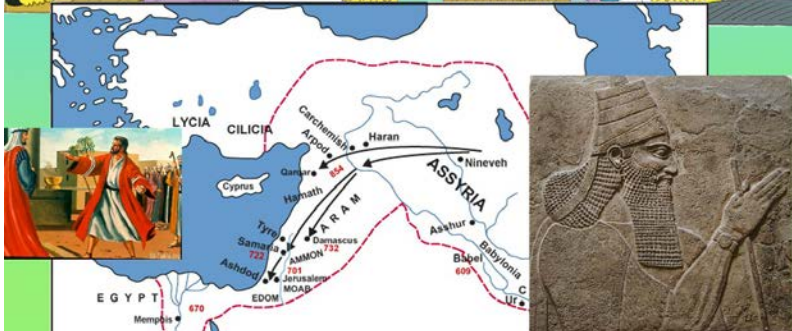 LYCIA
CILICIA
Carchemish
Haran
Arpod
Qarqar
854
Nineveh
ASSYRIA
Cyprus
Hamath
ARAM
Asshur
Tyre
Samaria
722
Damascus
732
AMMON
Babylonia
Babel
609
701
Ashdod
Jerusalem
MOAB
EDOM
C
Ur
EGYPT
670